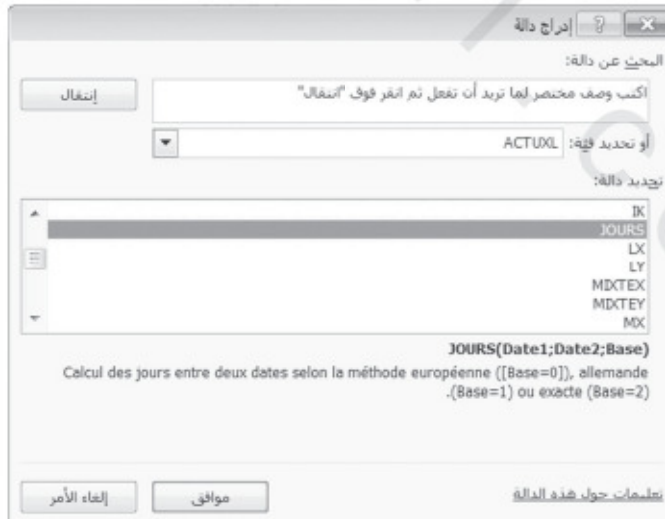 إدراج دالة
البحث عن دالة:
اكتب وصف مختصر لما تريد أن تفعل ثم انقر فوق "انتقال"
إنتقال
أو تحديد فئة: ACTUXL
تحديد دالة:
IK
JOURS
LX
LY
MIXTEX
MIXTEY
MX
JOURS(Date1;Date2;Base)
Calcul des jours entre deux dates selon la méthode européenne ([Base=0]), allemande
.(Base=1) ou exacte (Base=2)
تعليمات حول هذه الدالة
موافق
إلغاء الأمر